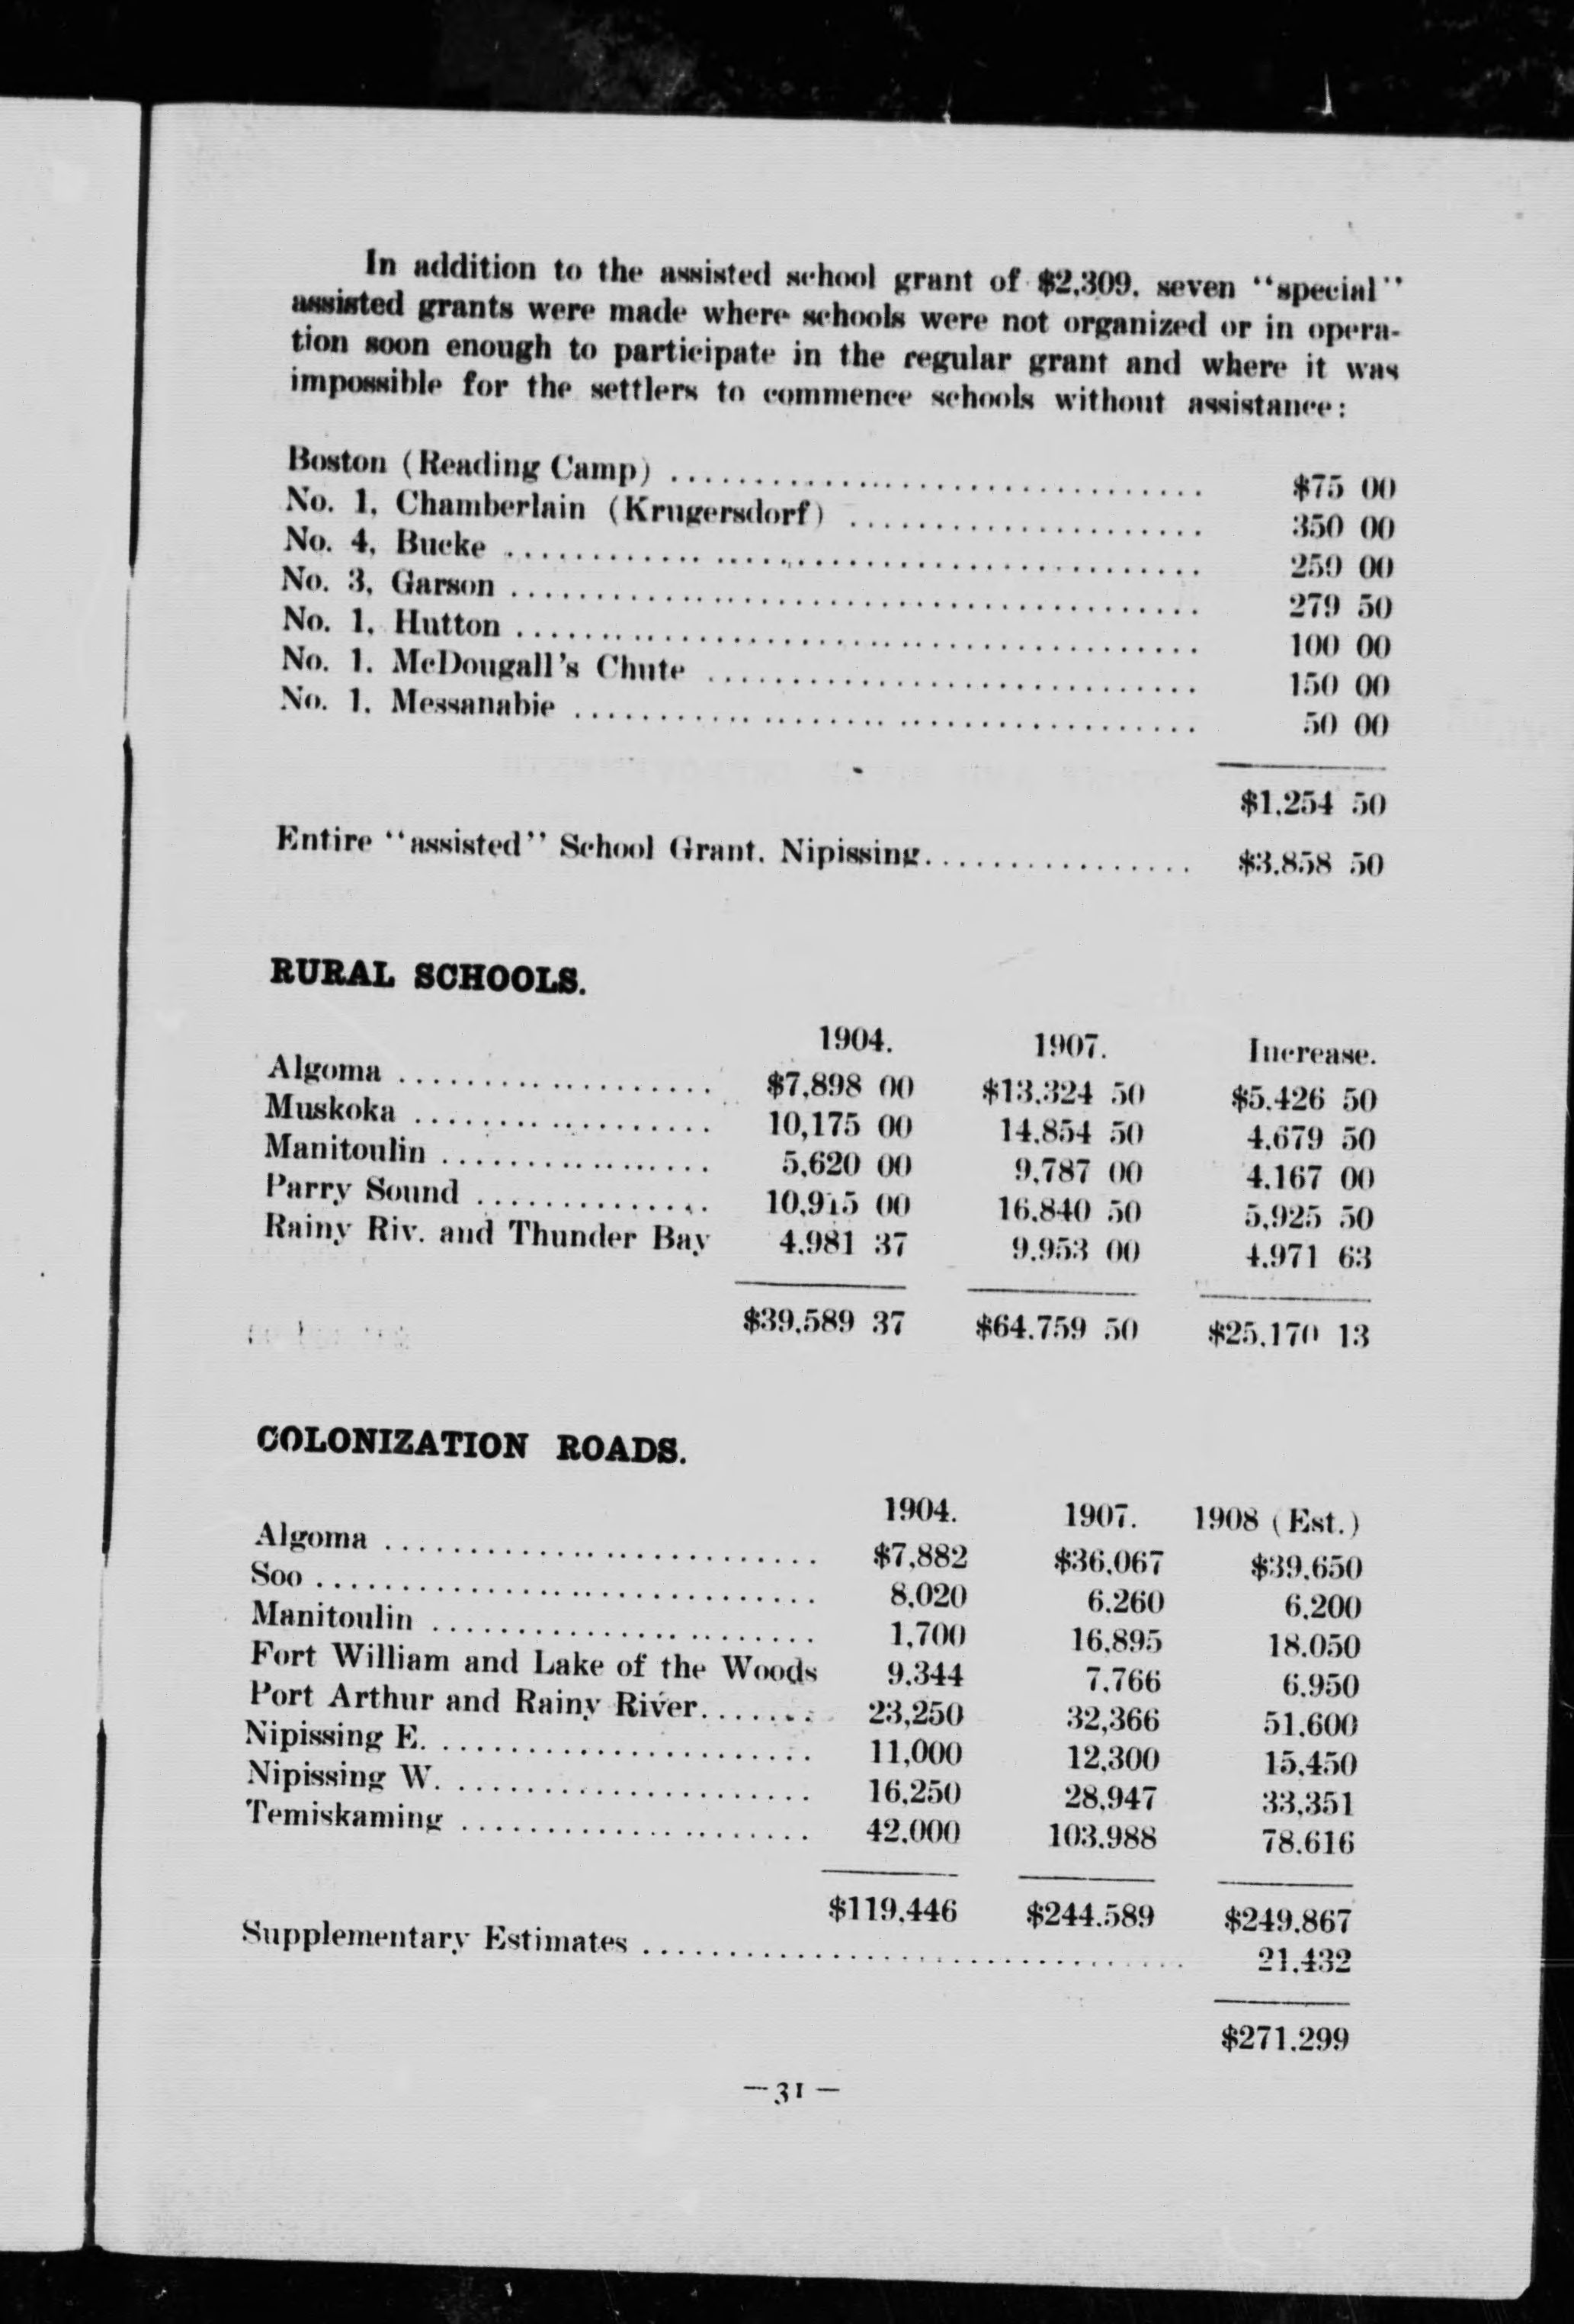 In addition to the assisted school grant of $2,309, seven "special"
assisted grants were made where schools were not organized or in opera-
tion soon enough to participate in the regular grant and where it was
impossible for the settlers to commence schools without assistance:
Boston (Reading Camp) ................................ $75 00
No. 1, Chamberlain (Krugersdorf) ..................... 350 00
No. 4, Bucke ......................................... 250 00
No. 3, Garson ........................................ 279 50
No. 1, Hutton ........................................ 100 00
No. 1, McDougall's Chute ............................. 150 00
No. 1, Messanabie .................................... 50 00
$1,254 50
Entire "assisted" School Grant, Nipissing................ $3,858 50
RURAL SCHOOLS.
1904. 1907. Increase.
Algoma ................... $7,898 00 $13,324 50 $5,426 50
Muskoka .................. 10,175 00 14,854 50 4,679 50
Manitoulin ................ 5,620 00 9,787 00 4,167 00
Parry Sound .............. 10,915 00 16,840 50 5,925 50
Rainy Riv. and Thunder Bay 4,981 37 9,953 00 4,971 63
$39,589 37 $64,759 50 $25,170 13
COLONIZATION ROADS.
1904. 1907. 1908 (Est.)
Algoma .......................... $7,882 $36,067 $39,650
Soo .............................. 8,020 6,260 6,200
Manitoulin ....................... 1,700 16,895 18,050
Fort William and Lake of the Woods 9,344 7,766 6,950
Port Arthur and Rainy River....... 23,250 32,366 51,600
Nipissing E. ...................... 11,000 12,300 15,450
Nipissing W. ...................... 16,250 28,947 33,351
Temiskaming ..................... 42,000 103,988 78,616
$119,446 $244,589 $249,867
Supplementary Estimates ................................ 21,432
$271,299
— 31 —